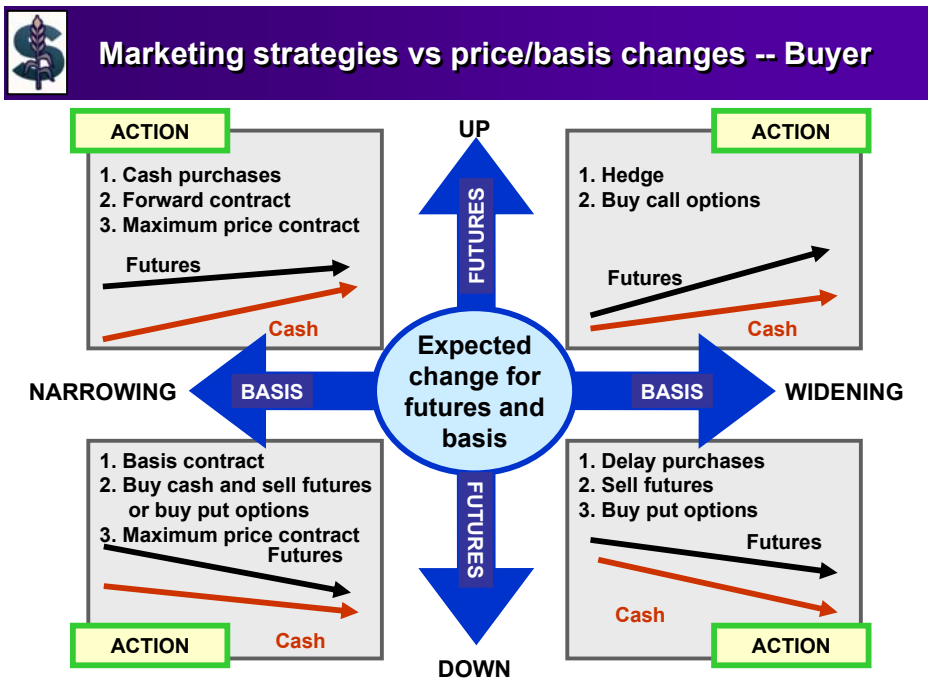 Marketing strategies vs price/basis changes -- Buyer
ACTION
1. Cash purchases
2. Forward contract
3. Maximum price contract
Futures
Cash
UP
FUTURES
ACTION
1. Hedge
2. Buy call options
Futures
Cash
NARROWING
BASIS
Expected
change for
futures and
basis
BASIS
WIDENING
1. Basis contract
2. Buy cash and sell futures
or buy put options
3. Maximum price contract
Futures
Cash
ACTION
FUTURES
DOWN
1. Delay purchases
2. Sell futures
3. Buy put options
Futures
Cash
ACTION